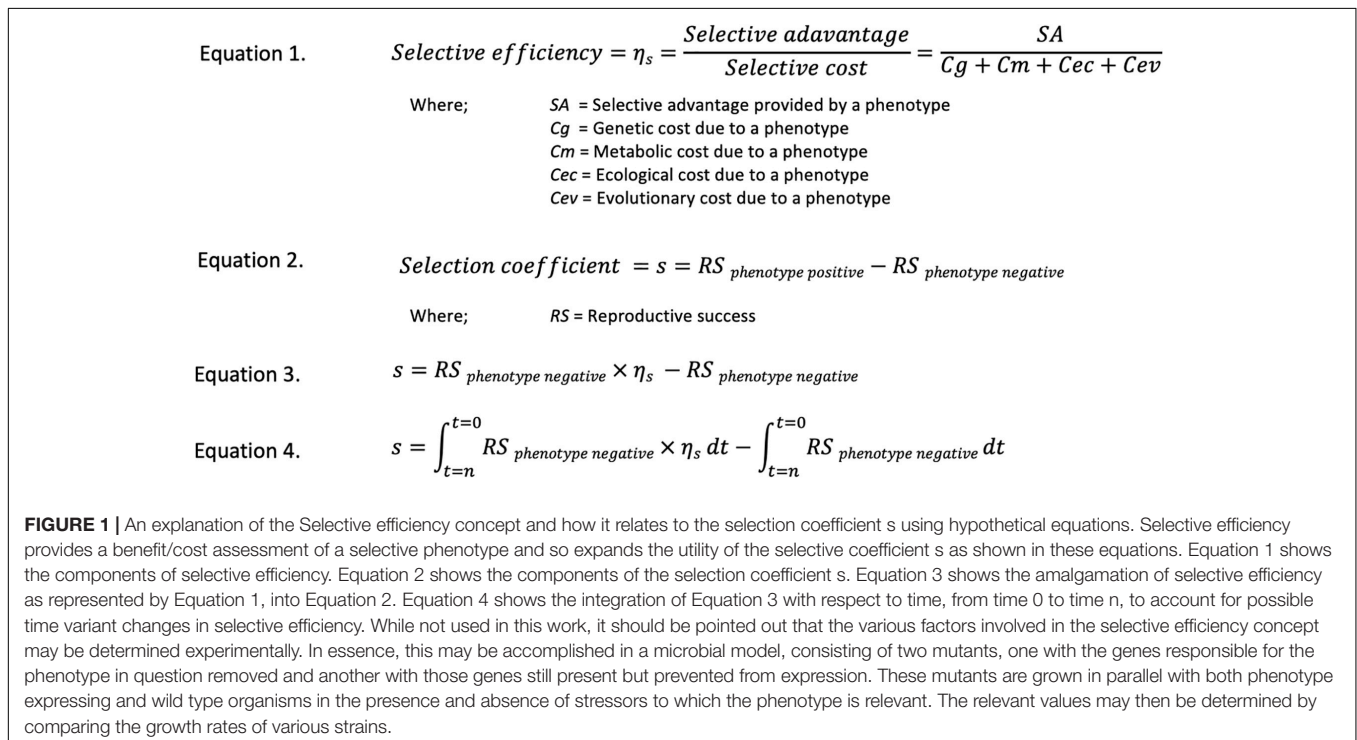 Equation 1. Selective efficiency = ηs = Selective adavantage / Selective cost = SA / Cg + Cm + Cec + Cev
Where; SA = Selective advantage provided by a phenotype
Cg = Genetic cost due to a phenotype
Cm = Metabolic cost due to a phenotype
Cec = Ecological cost due to a phenotype
Cev = Evolutionary cost due to a phenotype
Equation 2. Selection coefficient = s = RS phenotype positive − RS phenotype negative
Where; RS = Reproductive success
Equation 3. s = RS phenotype negative × ηs − RS phenotype negative
Equation 4. s = ∫ t=n t=0 RS phenotype negative × ηs dt − ∫ t=n t=0 RS phenotype negative dt
FIGURE 1 | An explanation of the Selective efficiency concept and how it relates to the selection coefficient s using hypothetical equations. Selective efficiency
provides a benefit/cost assessment of a selective phenotype and so expands the utility of the selective coefficient s as shown in these equations. Equation 1 shows
the components of selective efficiency. Equation 2 shows the components of the selection coefficient s. Equation 3 shows the amalgamation of selective efficiency
as represented by Equation 1, into Equation 2. Equation 4 shows the integration of Equation 3 with respect to time, from time 0 to time n, to account for possible
time variant changes in selective efficiency. While not used in this work, it should be pointed out that the various factors involved in the selective efficiency concept
may be determined experimentally. In essence, this may be accomplished in a microbial model, consisting of two mutants, one with the genes responsible for the
phenotype in question removed and another with those genes still present but prevented from expression. These mutants are grown in parallel with both phenotype
expressing and wild type organisms in the presence and absence of stressors to which the phenotype is relevant. The relevant values may then be determined by
comparing the growth rates of various strains.